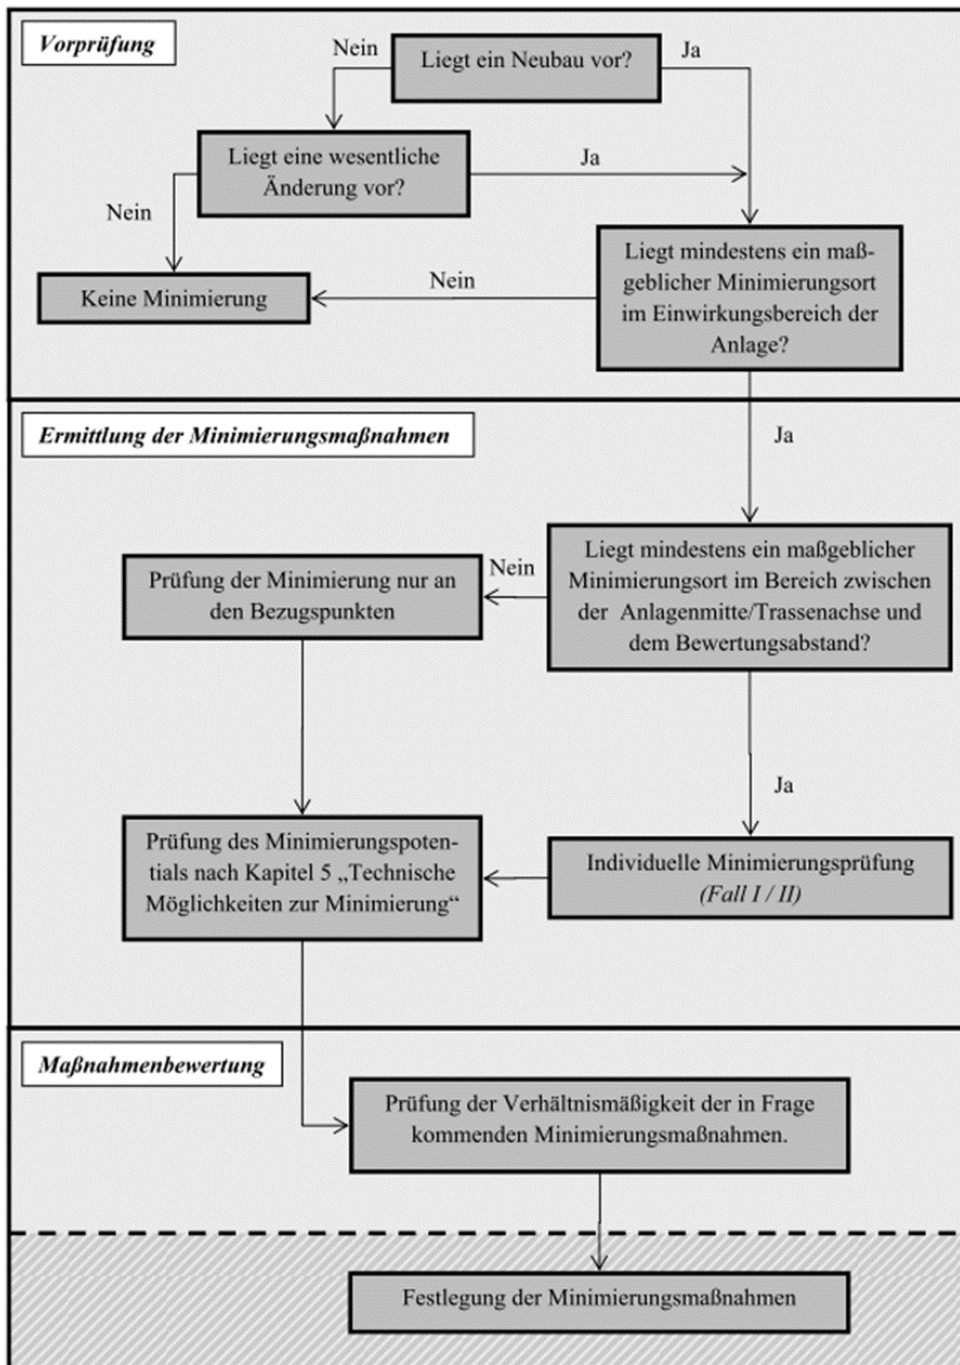 Vorprüfung
Nein
Liegt ein Neubau vor?
Ja
Liegt eine wesentliche
Änderung vor?
Ja
Nein
Liegt mindestens ein maß-
geblicher Minimierungsort
im Einwirkungsbereich der
Anlage?
Nein
Keine Minimierung
Ermittlung der Minimierungsmaßnahmen
Ja
Liegt mindestens ein maßgeblicher
Minimierungsort im Bereich zwischen
der Anlagenmitte/Trassenachse und
dem Bewertungsabstand?
Nein
Prüfung der Minimierung nur an
den Bezugspunkten
Ja
Prüfung des Minimierungspoten-
tials nach Kapitel 5 „Technische
Möglichkeiten zur Minimierung“
Individuelle Minimierungsprüfung
(Fall I / II)
Maßnahmenbewertung
Prüfung der Verhältnismäßigkeit der in Frage
kommenden Minimierungsmaßnahmen.
Festlegung der Minimierungsmaßnahmen